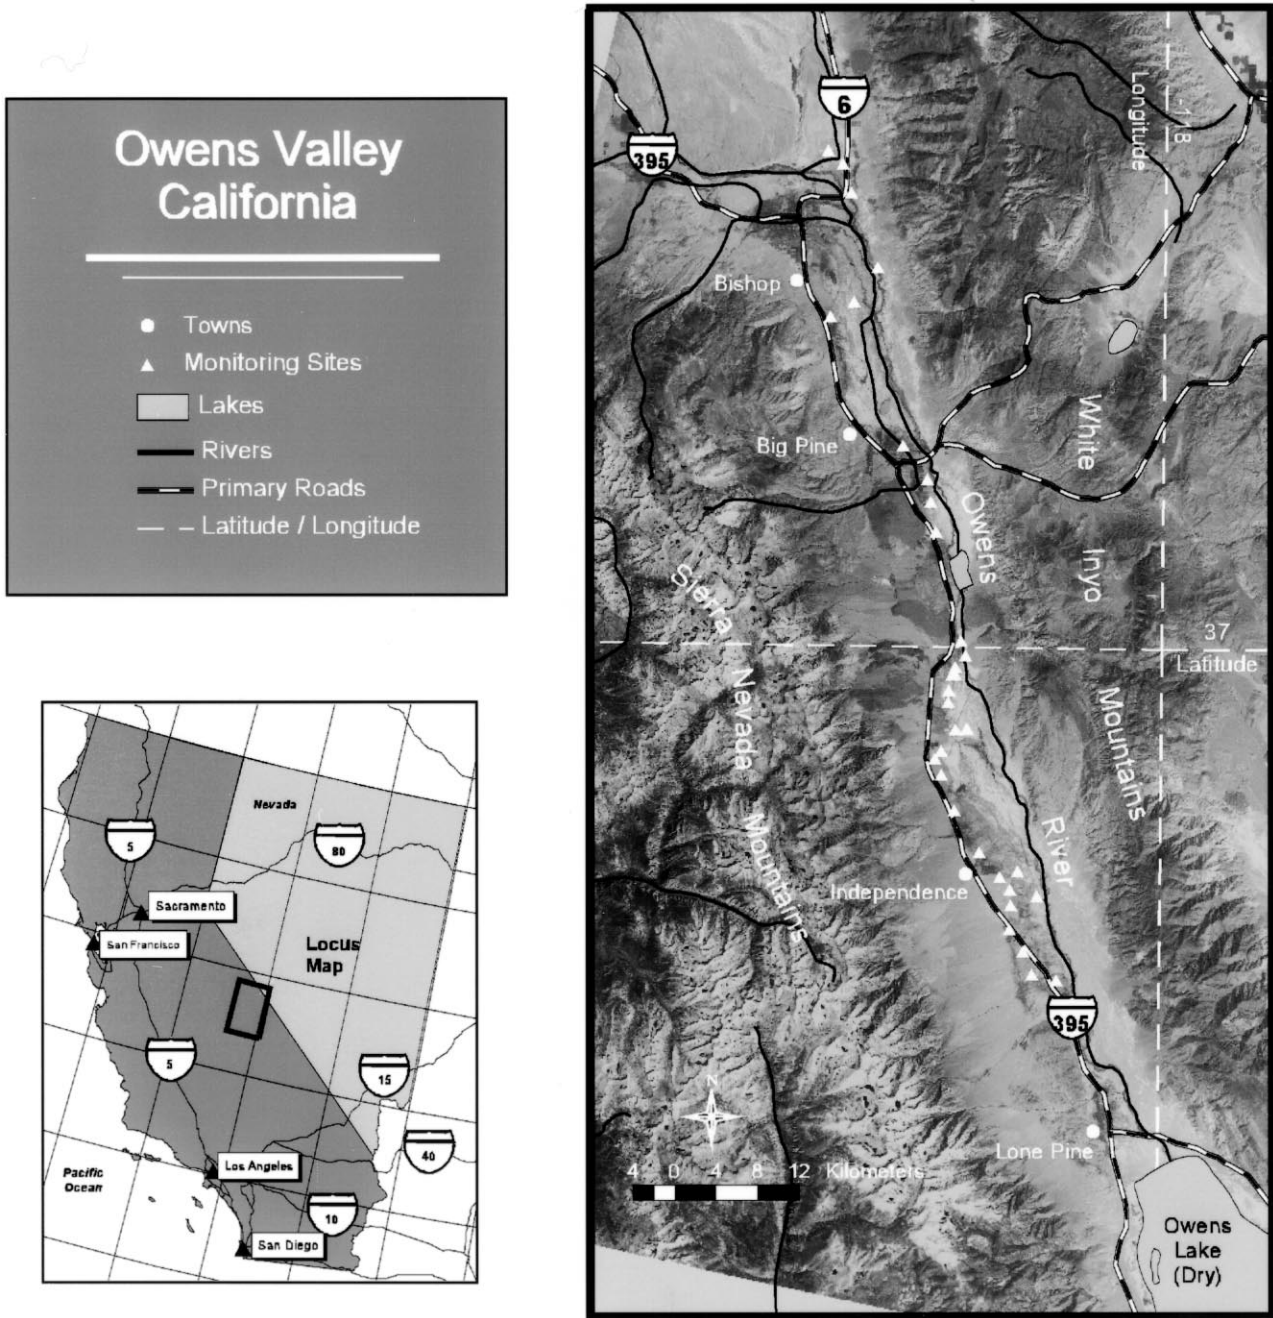 Owens Valley
California
Towns
Monitoring Sites
Lakes
Rivers
Primary Roads
Latitude / Longitude
Nevada
5
80
Sacramento
San Francisco
Locus
Map
5
15
40
Los Angeles
Pacific
Ocean
10
San Diego
6
395
Longitude
-118
Bishop
White
Big Pine
Owens
Inyo
Sierra
37
Latitude
Nevada
Mountains
Mountains
River
Independence
395
N
Lone Pine
4 0 4 8 12 Kilometers
Owens
Lake
(Dry)